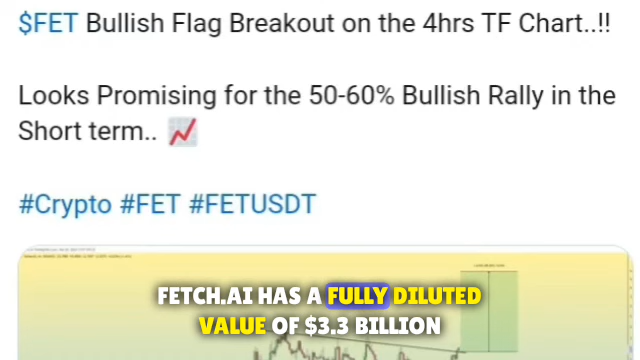 $FET Bullish Flag Breakout on the 4hrs TF Chart..!!
Looks Promising for the 50-60% Bullish Rally in the
Short term..
#Crypto #FET #FETUSDT
FETCH.AI HAS A FULLY DILUTED
VALUE OF $3.3 BILLION